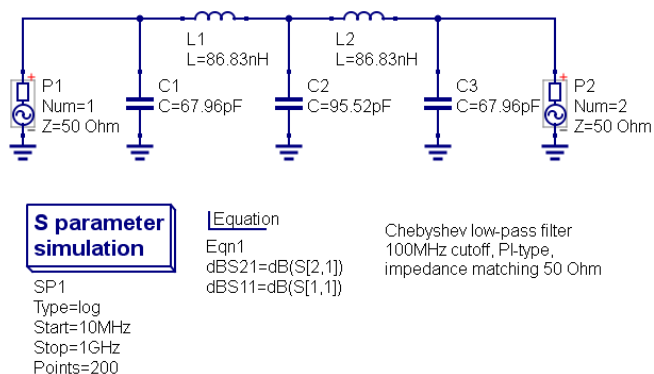 L1
L=86.83nH
L2
L=86.83nH
P1
Num=1
Z=50 Ohm
C1
C=67.96pF
C2
C=95.52pF
C3
C=67.96pF
P2
Num=2
Z=50 Ohm
S parameter
simulation
SP1
Type=log
Start=10MHz
Stop=1GHz
Points=200
Equation
Eqn1
dBS21=dB(S[2,1])
dBS11=dB(S[1,1])
Chebyshev low-pass filter
100MHz cutoff, PI-type,
impedance matching 50 Ohm